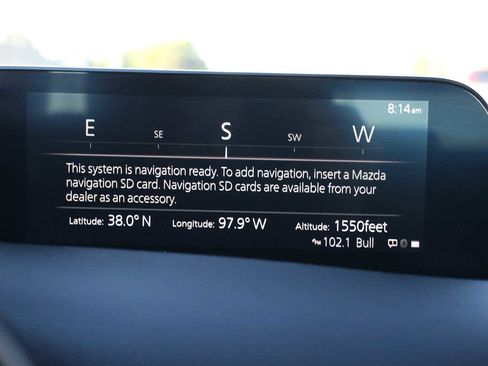 8:14am
E SE S SW W
This system is navigation ready. To add navigation, insert a Mazda
navigation SD card. Navigation SD cards are available from your
dealer as an accessory.
Latitude: 38.0° N Longitude: 97.9° W Altitude: 1550feet
102.1 Bull